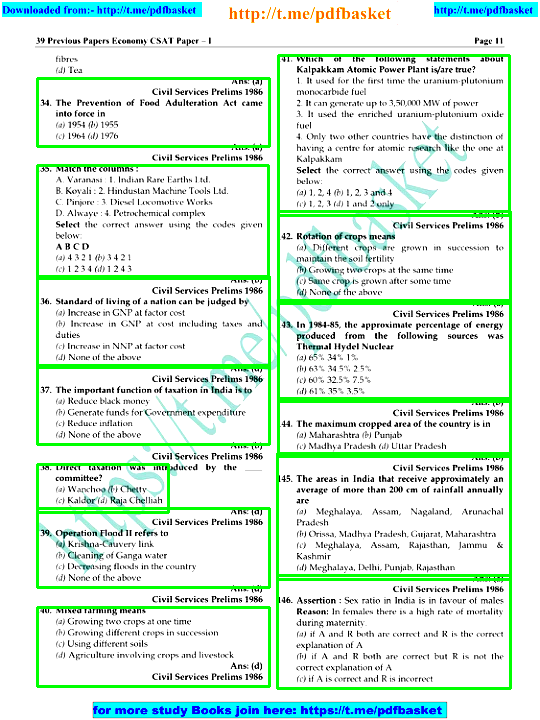 Downloaded from:- http://t.me/pdfbasket
http://t.me/pdfbasket
http://t.me/pdfbasket
39 Previous Papers Economy CSAT Paper – I
Page 11
fibres
(d) Tea
Ans: (a)
Civil Services Prelims 1986
34. The Prevention of Food Adulteration Act came
into force in
(a) 1954 (b) 1955
(c) 1964 (d) 1976
Ans: (a)
Civil Services Prelims 1986
35. Match the columns :
A. Varanasi : 1. Indian Rare Earths Ltd.
B. Koyali : 2. Hindustan Machine Tools Ltd.
C. Pinjore : 3. Diesel Locomotive Works
D. Alwaye : 4. Petrochemical complex
Select the correct answer using the codes given
below:
A B C D
(a) 4 3 2 1 (b) 3 4 2 1
(c) 1 2 3 4 (d) 1 2 4 3
Ans: (b)
Civil Services Prelims 1986
36. Standard of living of a nation can be judged by
(a) Increase in GNP at factor cost
(b) Increase in GNP at cost including taxes and
duties
(c) Increase in NNP at factor cost
(d) None of the above
Ans: (d)
Civil Services Prelims 1986
37. The important function of taxation in India is to
(a) Reduce black money
(b) Generate funds for Government expenditure
(c) Reduce inflation
(d) None of the above
Ans: (b)
Civil Services Prelims 1986
38. Direct taxation was introduced by the ____
committee?
(a) Wanchoo (b) Chetty
(c) Kaldor (d) Raja Chelliah
Ans: (d)
Civil Services Prelims 1986
39. Operation Flood II refers to
(a) Krishna-Cauvery link
(b) Cleaning of Ganga water
(c) Decreasing floods in the country
(d) None of the above
Ans: (d)
Civil Services Prelims 1986
40. Mixed farming means
(a) Growing two crops at one time
(b) Growing different crops in succession
(c) Using different soils
(d) Agriculture involving crops and livestock
Ans: (d)
Civil Services Prelims 1986
41. Which of the following statements about
Kalpakkam Atomic Power Plant is/are true?
1. It used for the first time the uranium-plutonium
monocarbide fuel
2. It can generate up to 3,50,000 MW of power
3. It used the enriched uranium-plutonium oxide
fuel
4. Only two other countries have the distinction of
having a centre for atomic research like the one at
Kalpakkam
Select the correct answer using the codes given
below:
(a) 1, 2, 4 (b) 1, 2, 3 and 4
(c) 1, 2, 3 (d) 1 and 2 only
Civil Services Prelims 1986
42. Rotation of crops means
(a) Different crops are grown in succession to
maintain the soil fertility
(b) Growing two crops at the same time
(c) Same crop is grown after some time
(d) None of the above
Civil Services Prelims 1986
43. In 1984-85, the approximate percentage of energy
produced from the following sources was
Thermal Hydel Nuclear
(a) 65% 34% 1%
(b) 63% 34.5% 2.5%
(c) 60% 32.5% 7.5%
(d) 61% 35% 3.5%
Civil Services Prelims 1986
44. The maximum cropped area of the country is in
(a) Maharashtra (b) Punjab
(c) Madhya Pradesh (d) Uttar Pradesh
Ans: (b)
Civil Services Prelims 1986
145. The areas in India that receive approximately an
average of more than 200 cm of rainfall annually
are
(a) Meghalaya, Assam, Nagaland, Arunachal
Pradesh
(b) Orissa, Madhya Pradesh, Gujarat, Maharashtra
(c) Meghalaya, Assam, Rajasthan, Jammu &
Kashmir
(d) Meghalaya, Delhi, Punjab, Rajasthan
Civil Services Prelims 1986
146. Assertion : Sex ratio in India is in favour of males
Reason: In females there is a high rate of mortality
during maternity.
(a) if A and R both are correct and R is the correct
explanation of A
(b) if A and R both are correct but R is not the
correct explanation of A
(c) if A is correct and R is incorrect
https://t.me/pdfbasket
for more study Books join here: https://t.me/pdfbasket